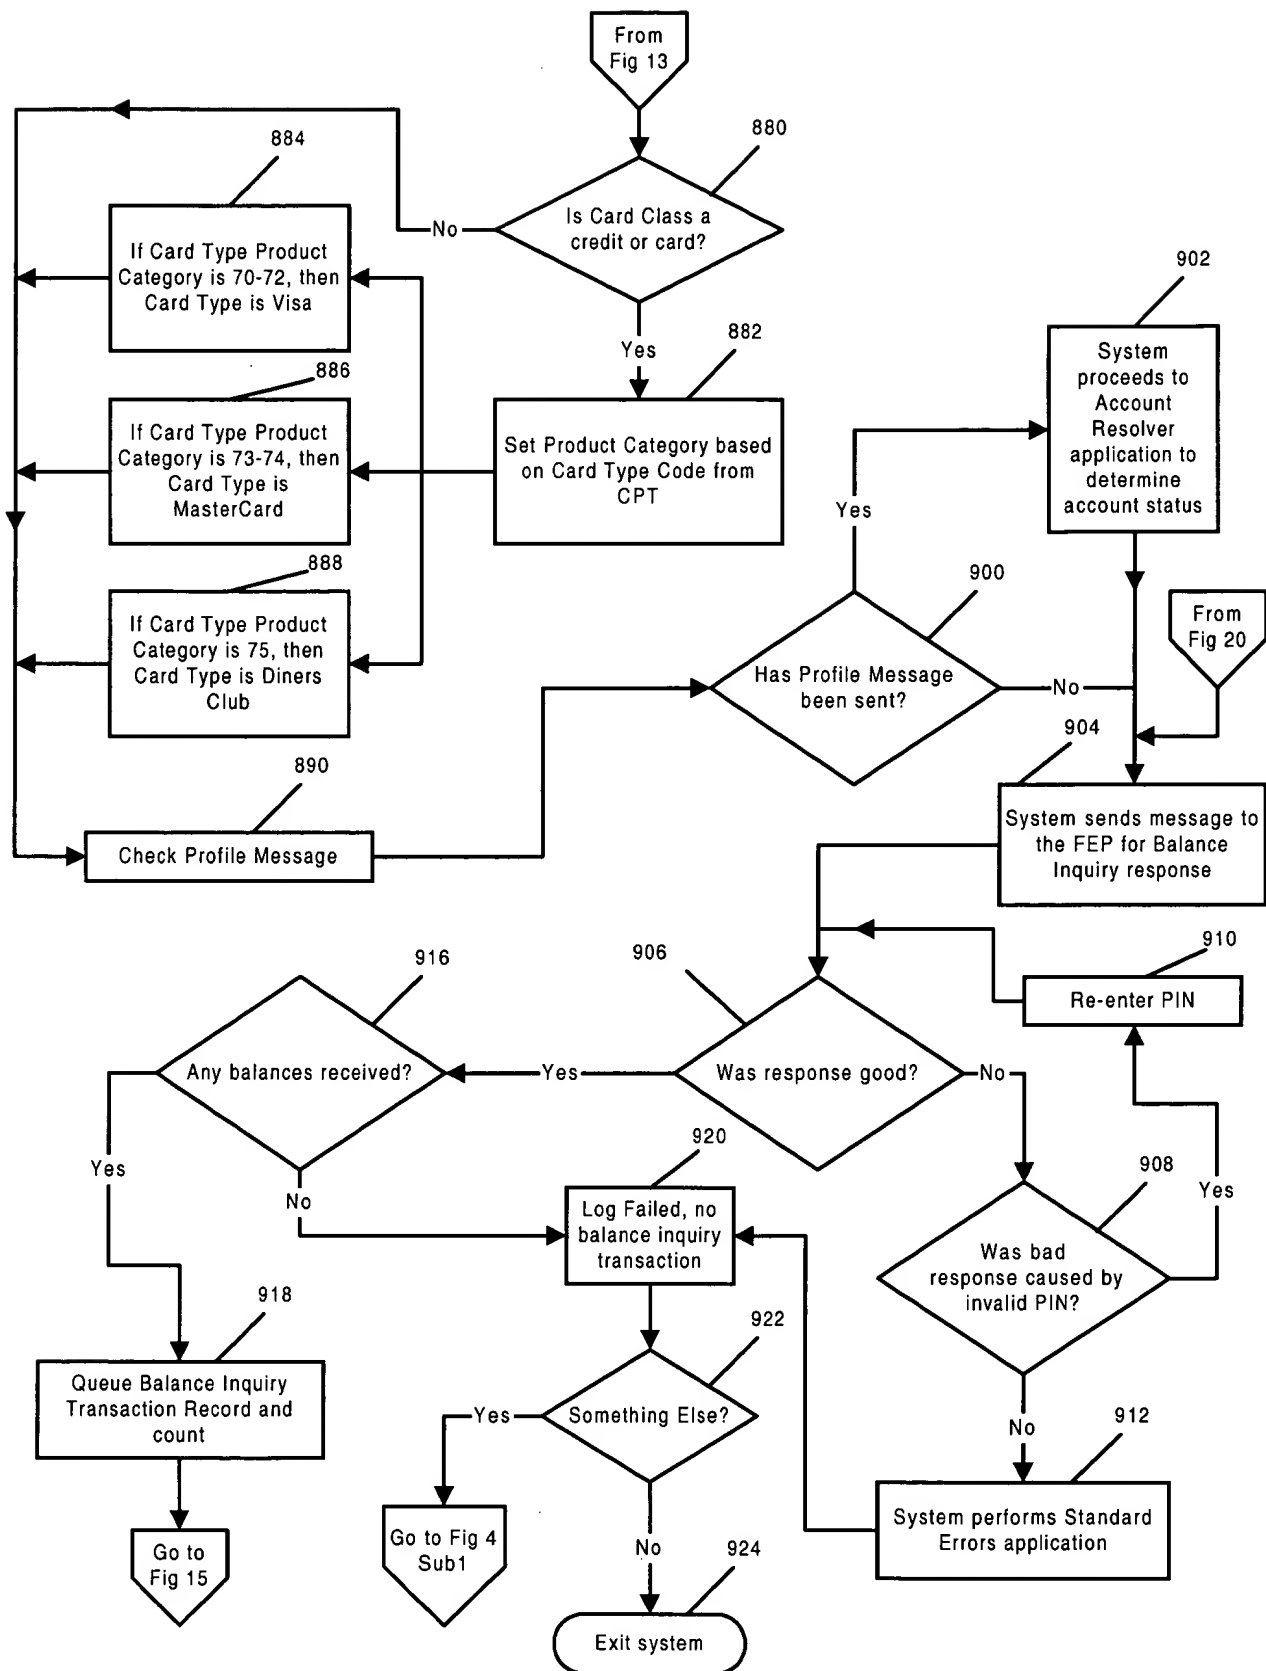 From
Fig 13
880
Is Card Class a
credit or card?
No
Yes
884
If Card Type Product
Category is 70-72, then
Card Type is Visa
886
If Card Type Product
Category is 73-74, then
Card Type is
MasterCard
888
If Card Type Product
Category is 75, then
Card Type is Diners
Club
882
Set Product Category based
on Card Type Code from
CPT
890
Check Profile Message
900
Has Profile Message
been sent?
Yes
No
902
System
proceeds to
Account
Resolver
application to
determine
account status
From
Fig 20
904
System sends message to
the FEP for Balance
Inquiry response
906
Was response good?
Yes
No
910
Re-enter PIN
908
Was bad
response caused by
invalid PIN?
Yes
No
912
System performs Standard
Errors application
916
Any balances received?
Yes
No
918
Queue Balance Inquiry
Transaction Record and
count
Go to
Fig 15
920
Log Failed, no
balance inquiry
transaction
922
Something Else?
Yes
No
Go to Fig 4
Sub1
924
Exit system